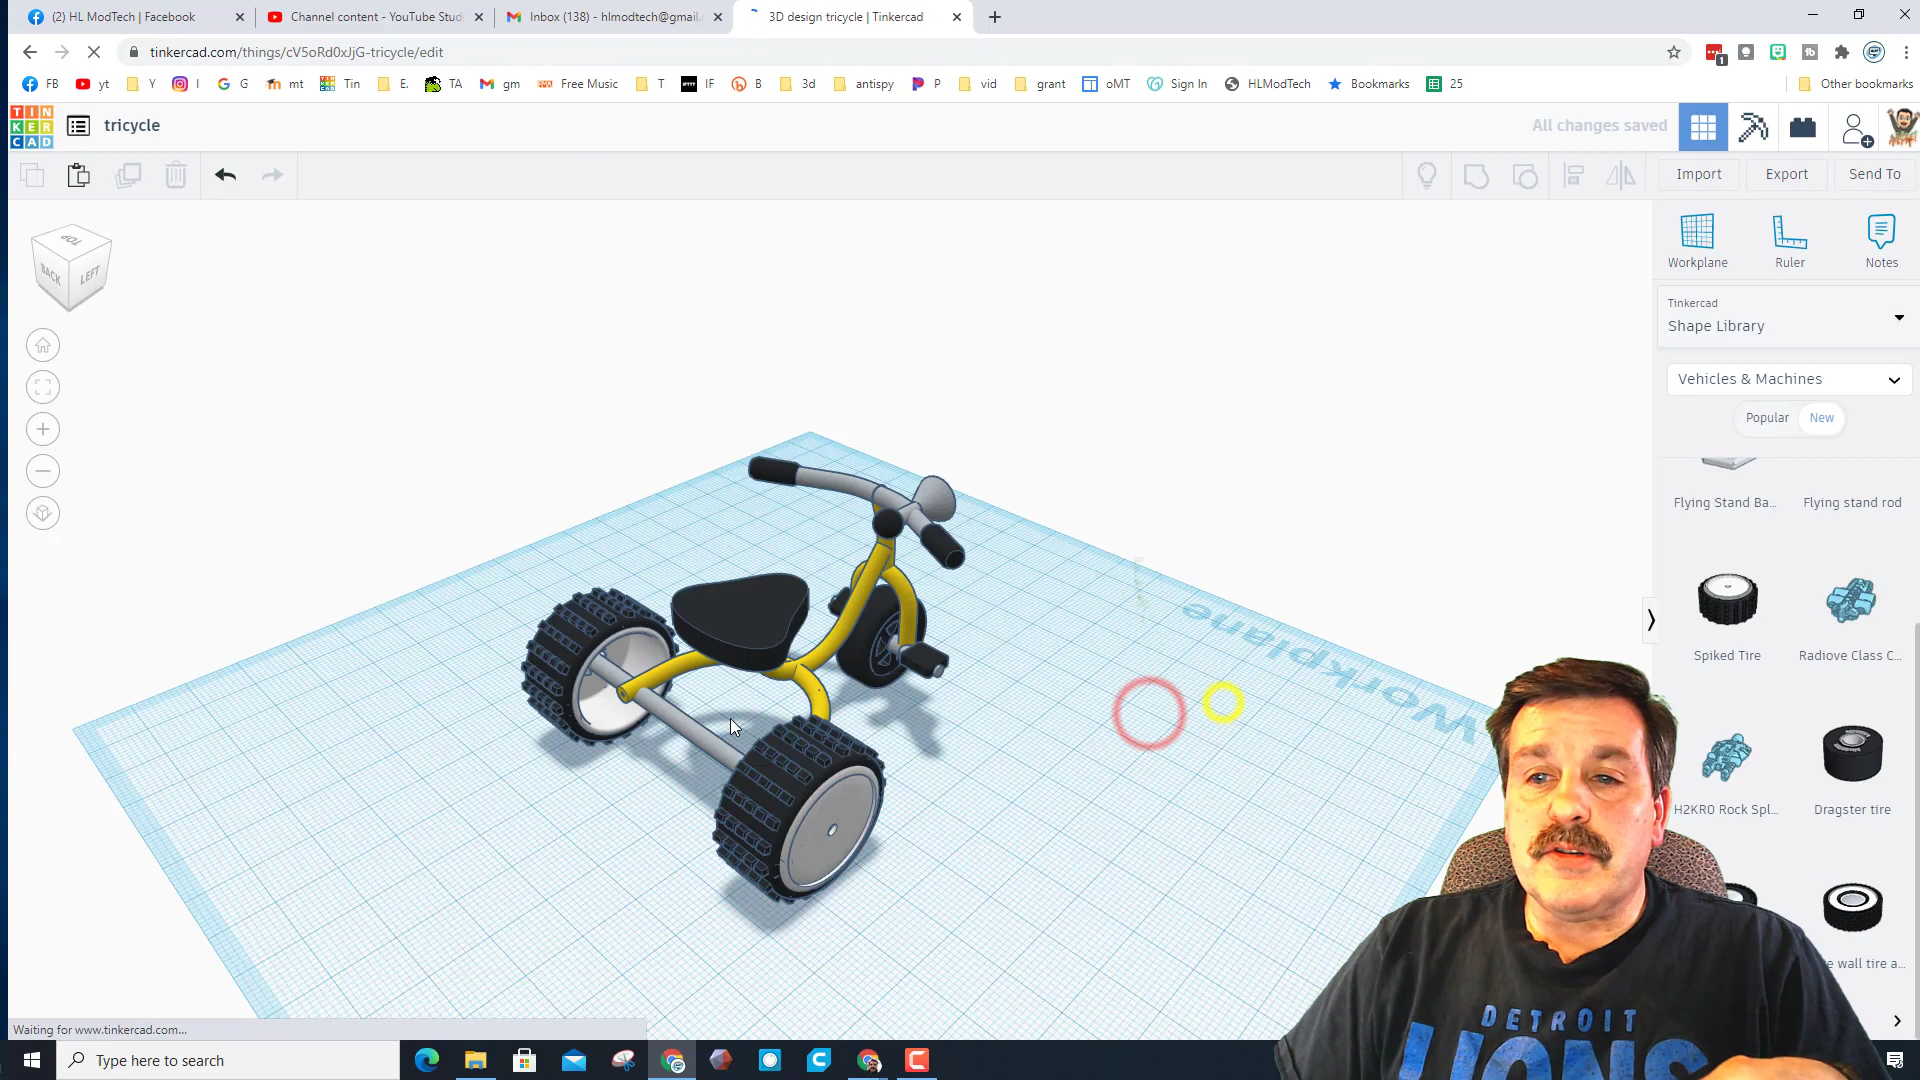 (2) HL ModTech | Facebook
Channel content - YouTube Stud
Inbox (138) - hlmodtech@gmail.
3D design tricycle | Tinkercad
tinkercad.com/things/cV5oRd0xJjG-tricycle/edit
1
FB
yt
Y
I
G
mt
Tin
E.
TA
gm
Free Music
T
IF
B
3d
antispy
P
vid
grant
oMT
Sign In
HLModTech
Bookmarks
25
Other bookmarks
TIN
KER
CAD
tricycle
All changes saved
Import
Export
Send To
TOP
BACK
LEFT
Workplane
Ruler
Notes
Tinkercad
Shape Library
Vehicles & Machines
Popular
New
Flying Stand Ba...
Flying stand rod
Spiked Tire
Radiove Class C...
H2KR0 Rock Spl...
Dragster tire
e wall tire a...
Workplane
DETROIT
LIONS
Waiting for www.tinkercad.com...
Type here to search